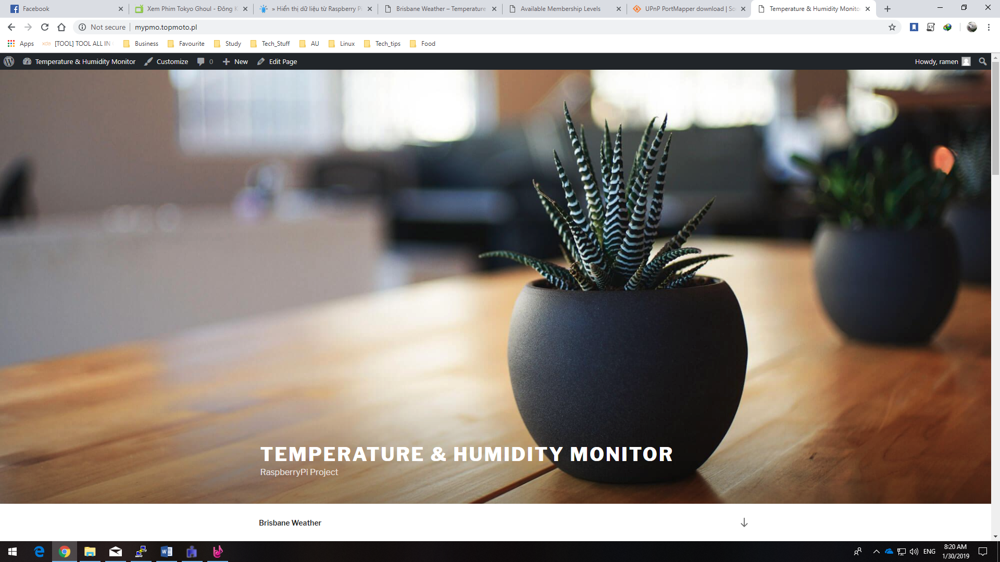 Facebook
Xem Phim Tokyo Ghoul - Đông K
» Hiển thị dữ liệu từ Raspberry Pi
Brisbane Weather – Temperature
Available Membership Levels
UPnP PortMapper download | So
Temperature & Humidity Monito
Not secure
mypmo.topmoto.pl
Apps
xda
[TOOL] TOOL ALL IN
Business
Favourite
Study
Tech_Stuff
AU
Linux
Tech_tips
Food
Temperature & Humidity Monitor
Customize
0
New
Edit Page
Howdy, ramen
TEMPERATURE & HUMIDITY MONITOR
RaspberryPi Project
Brisbane Weather
ENG
8:20 AM
1/30/2019